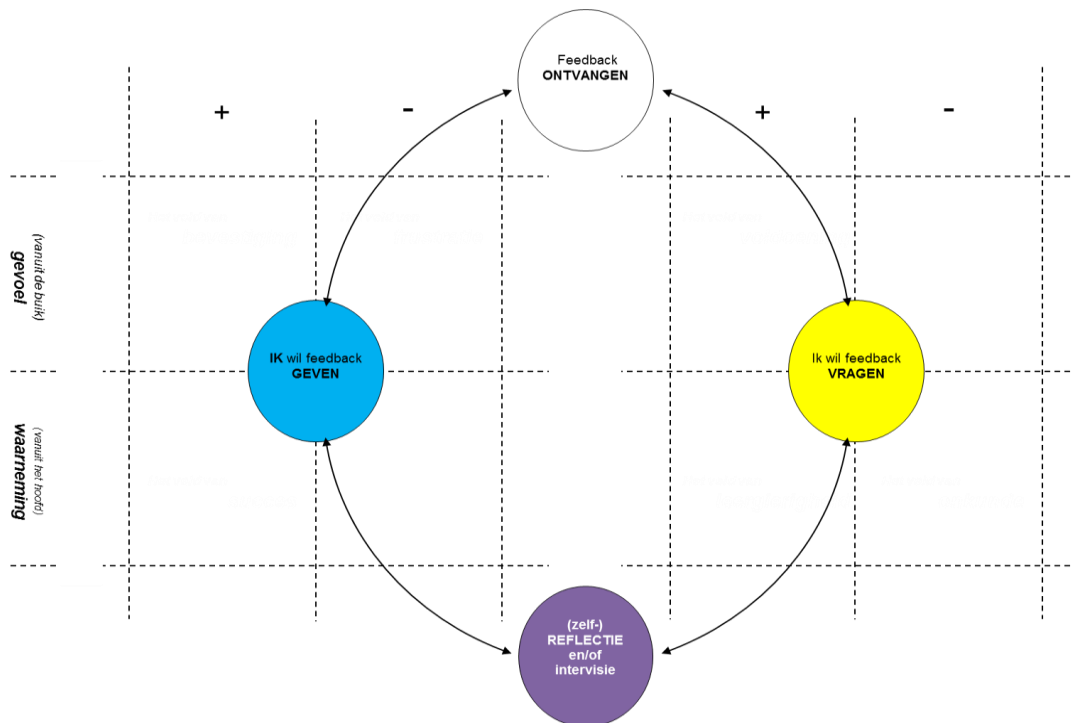 Feedback
ONTVANGEN
+
-
+
-
(vanuit de buik)
gevoel
IK wil feedback
GEVEN
Ik wil feedback
VRAGEN
(vanuit het hoofd)
waarneming
(zelf-)
REFLECTIE
en/of
intervisie